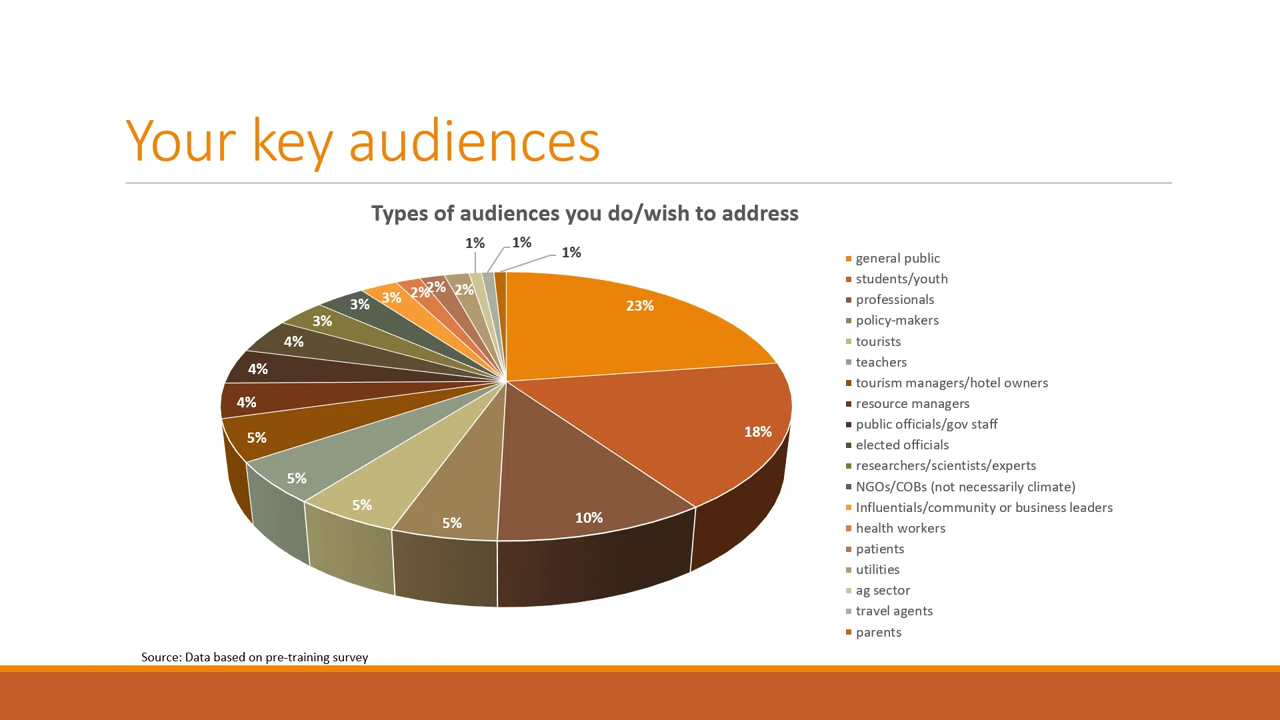 Your key audiences
Types of audiences you do/wish to address
1%
1%
1%
23%
18%
10%
5%
5%
5%
5%
4%
4%
4%
3%
3%
3%
2%
2%
2%
general public
students/youth
professionals
policy-makers
tourists
teachers
tourism managers/hotel owners
resource managers
public officials/gov staff
elected officials
researchers/scientists/experts
NGOs/COBs (not necessarily climate)
Influentials/community or business leaders
health workers
patients
utilities
ag sector
travel agents
parents
Source: Data based on pre-training survey